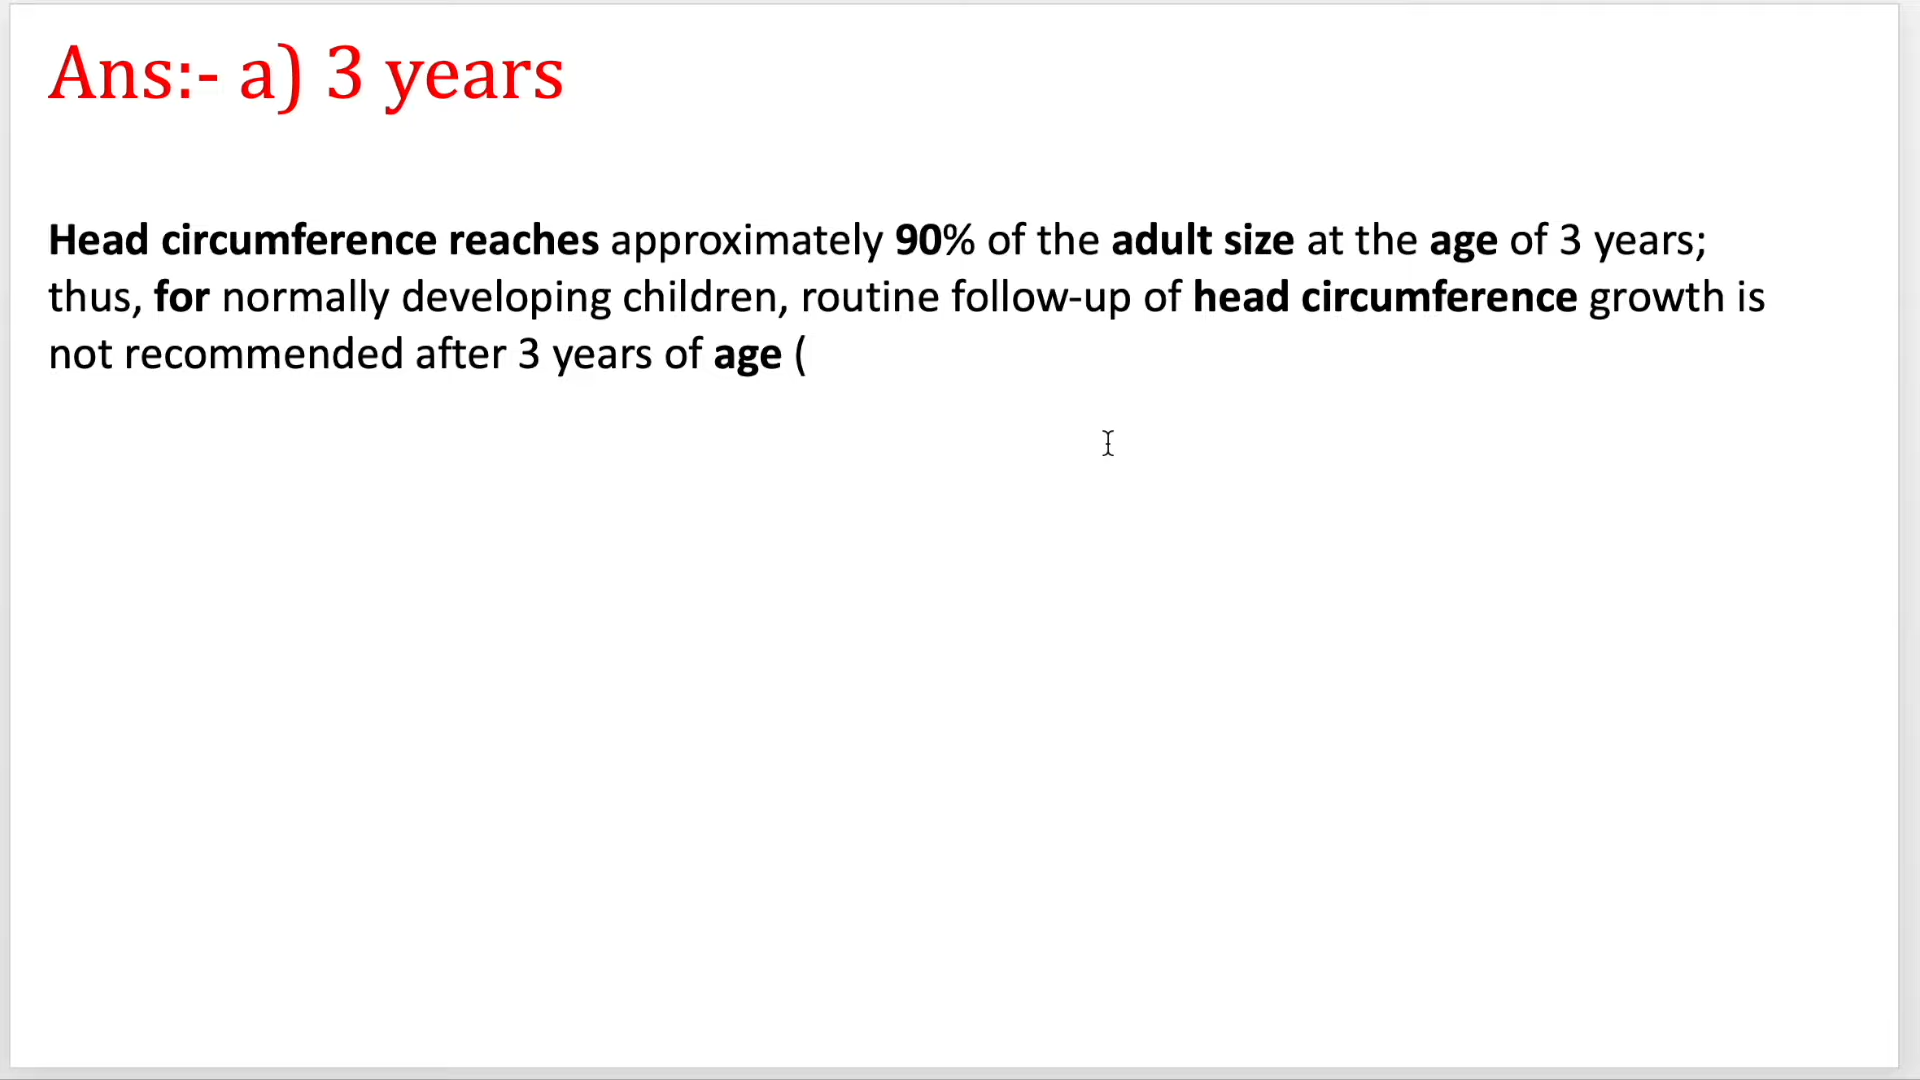 Ans:- a) 3 years
Head circumference reaches approximately 90% of the adult size at the age of 3 years;
thus, for normally developing children, routine follow-up of head circumference growth is
not recommended after 3 years of age (